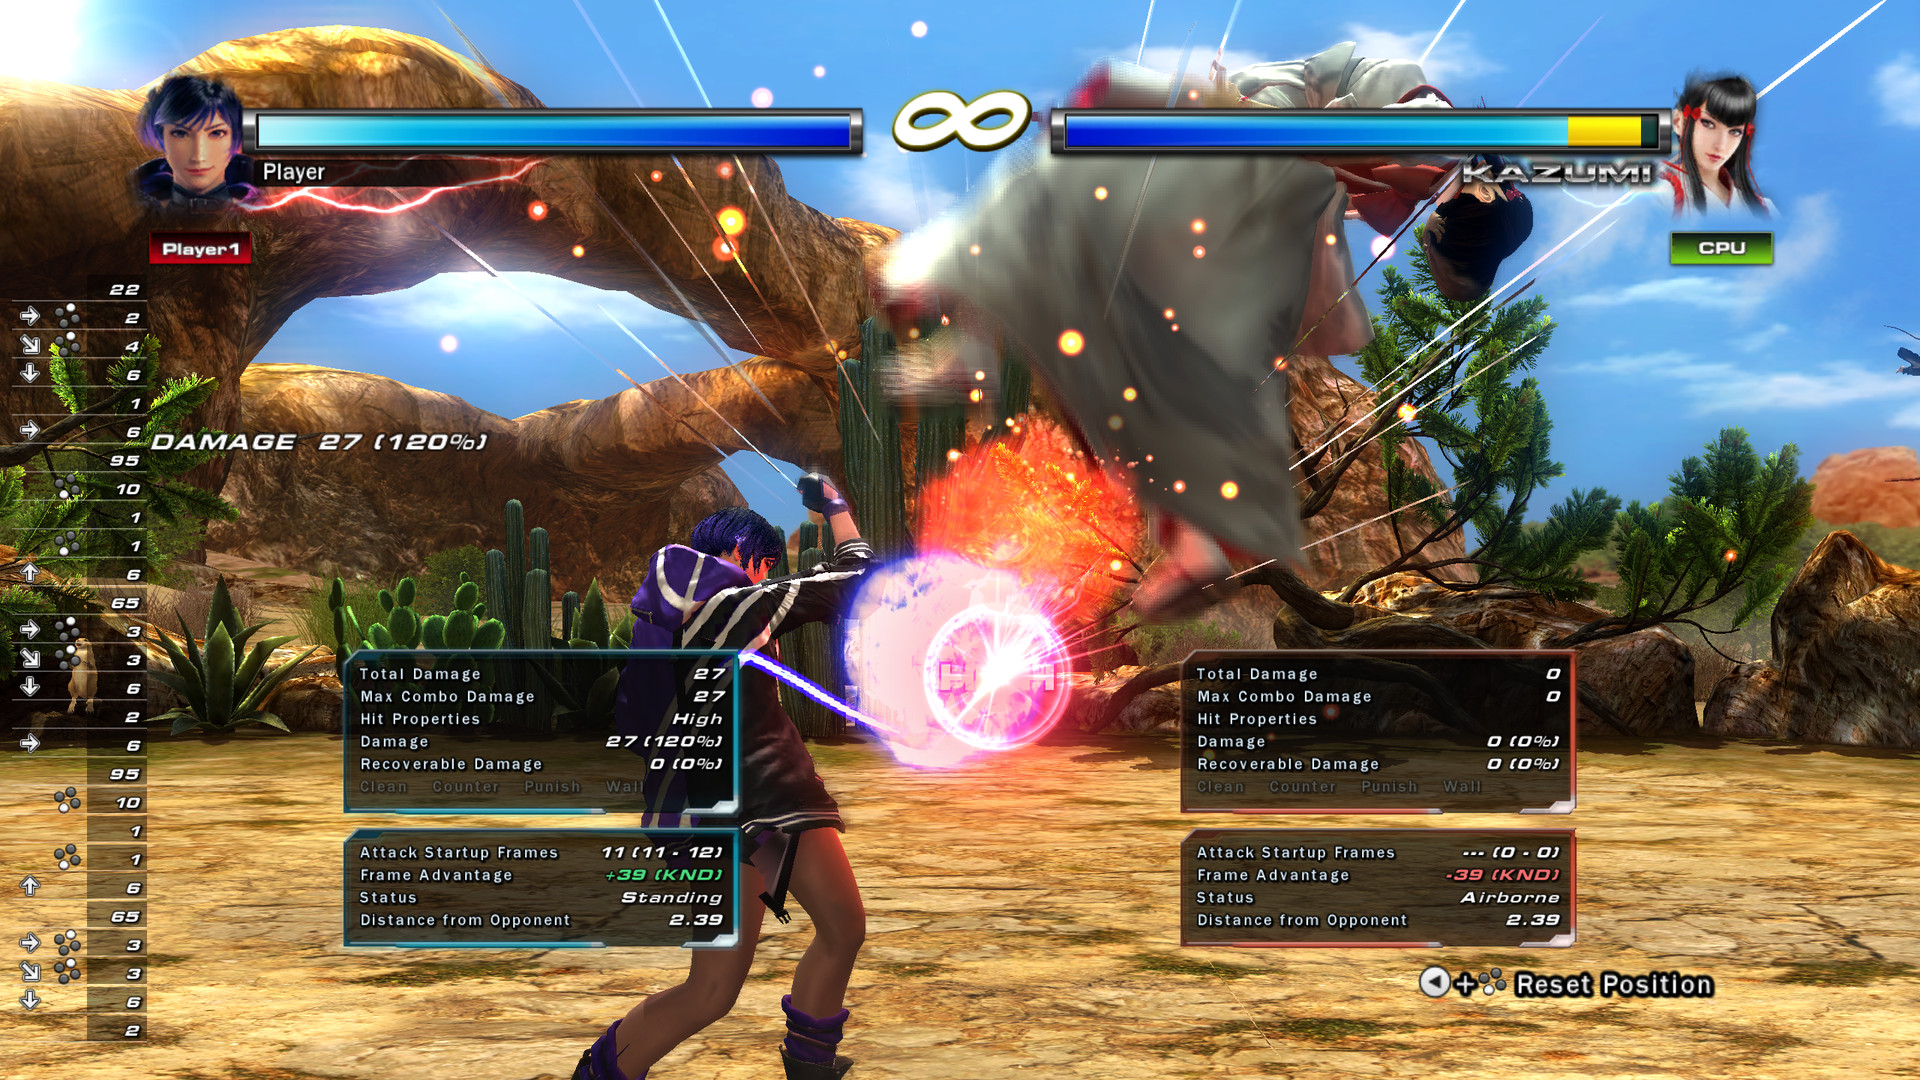 ∞
Player
KAZUMI
Player1
CPU
22
2
4
6
1
6
95
10
1
1
6
65
3
3
6
2
6
95
10
1
1
6
65
3
3
6
2
DAMAGE 27 (120%)
Total Damage 27
Max Combo Damage 27
Hit Properties High
Damage 27 (120%)
Recoverable Damage 0 (0%)
Clean Counter Punish Wall
Attack Startup Frames 11 (11 - 12)
Frame Advantage +39 (KND)
Status Standing
Distance from Opponent 2.39
Total Damage 0
Max Combo Damage 0
Hit Properties
Damage 0 (0%)
Recoverable Damage 0 (0%)
Clean Counter Punish Wall
Attack Startup Frames --- (0 - 0)
Frame Advantage -39 (KND)
Status Airborne
Distance from Opponent 2.39
+ Reset Position